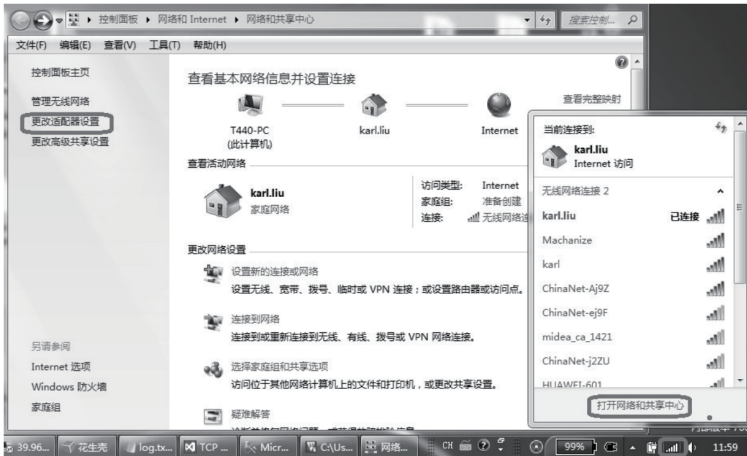 控制面板 ▸ 网络和 Internet ▸ 网络和共享中心
搜索控制...
文件(F) 编辑(E) 查看(V) 工具(T) 帮助(H)
控制面板主页
管理无线网络
更改适配器设置
更改高级共享设置
另请参阅
Internet 选项
Windows 防火墙
家庭组
查看基本网络信息并设置连接
查看完整映射
T440-PC
(此计算机)
karl.liu
Internet
查看活动网络
karl.liu
家庭网络
访问类型: Internet
家庭组: 准备创建
连接: 无线网络连
更改网络设置
设置新的连接或网络
设置无线、宽带、拨号、临时或 VPN 连接；或设置路由器或访问点。
连接到网络
连接到或重新连接到无线、有线、拨号或 VPN 网络连接。
选择家庭组和共享选项
访问位于其他网络计算机上的文件和打印机，或更改共享设置。
疑难解答
当前连接到:
karl.liu
Internet 访问
无线网络连接 2
karl.liu 已连接
Machanize
karl
ChinaNet-Aj9Z
ChinaNet-ej9F
midea_ca_1421
ChinaNet-j2ZU
HUAWEI-601
打开网络和共享中心
39.96... 花生壳 log.tx... TCP ... Micr... C:\Us... 网络... CH 99% 11:59